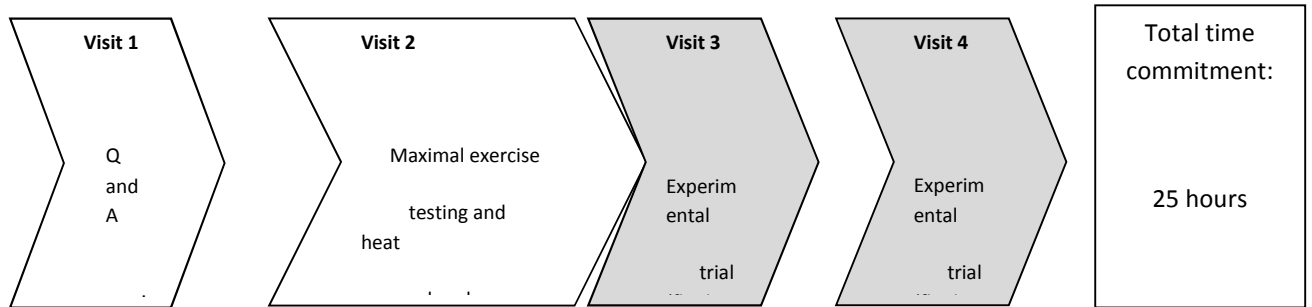 Visit 1
Q
and
A
Visit 2
Maximal exercise
testing and
heat
Visit 3
Experim
ental
trial
Visit 4
Experim
ental
trial
Total time
commitment:
25 hours